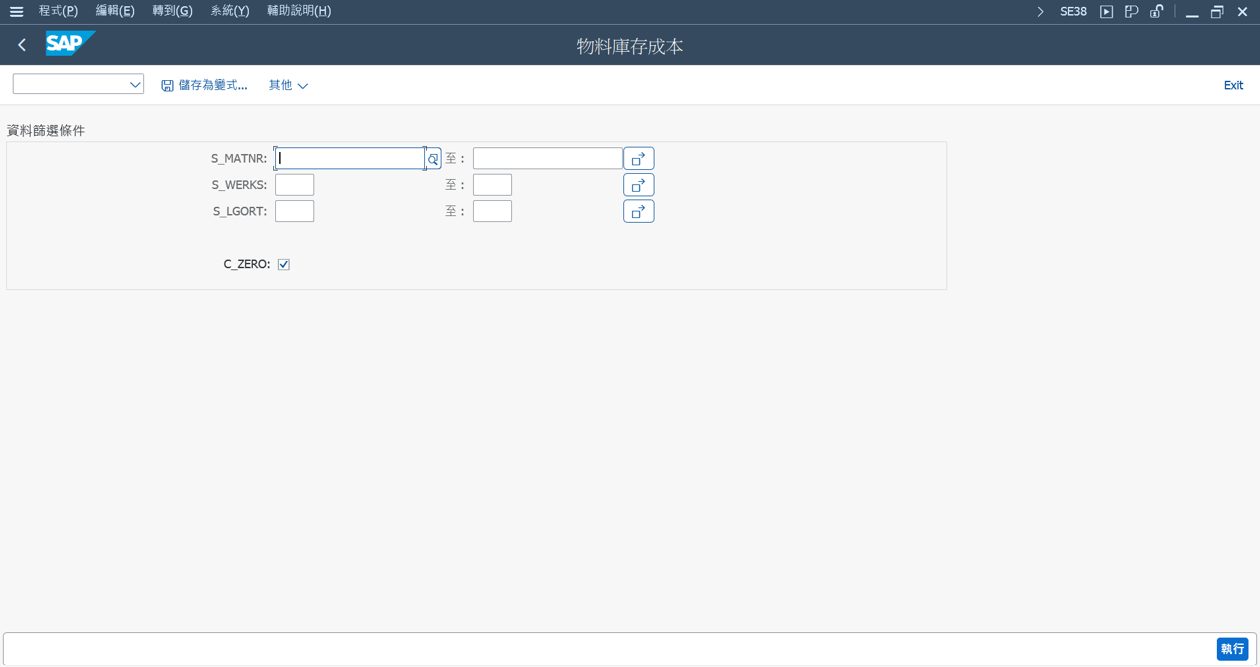 程式(P) 編輯(E) 轉到(G) 系統(Y) 輔助說明(H) SE38
SAP 物料庫存成本
儲存為變式... 其他 Exit
資料篩選條件
S_MATNR: 至：
S_WERKS: 至：
S_LGORT: 至：
C_ZERO:
執行